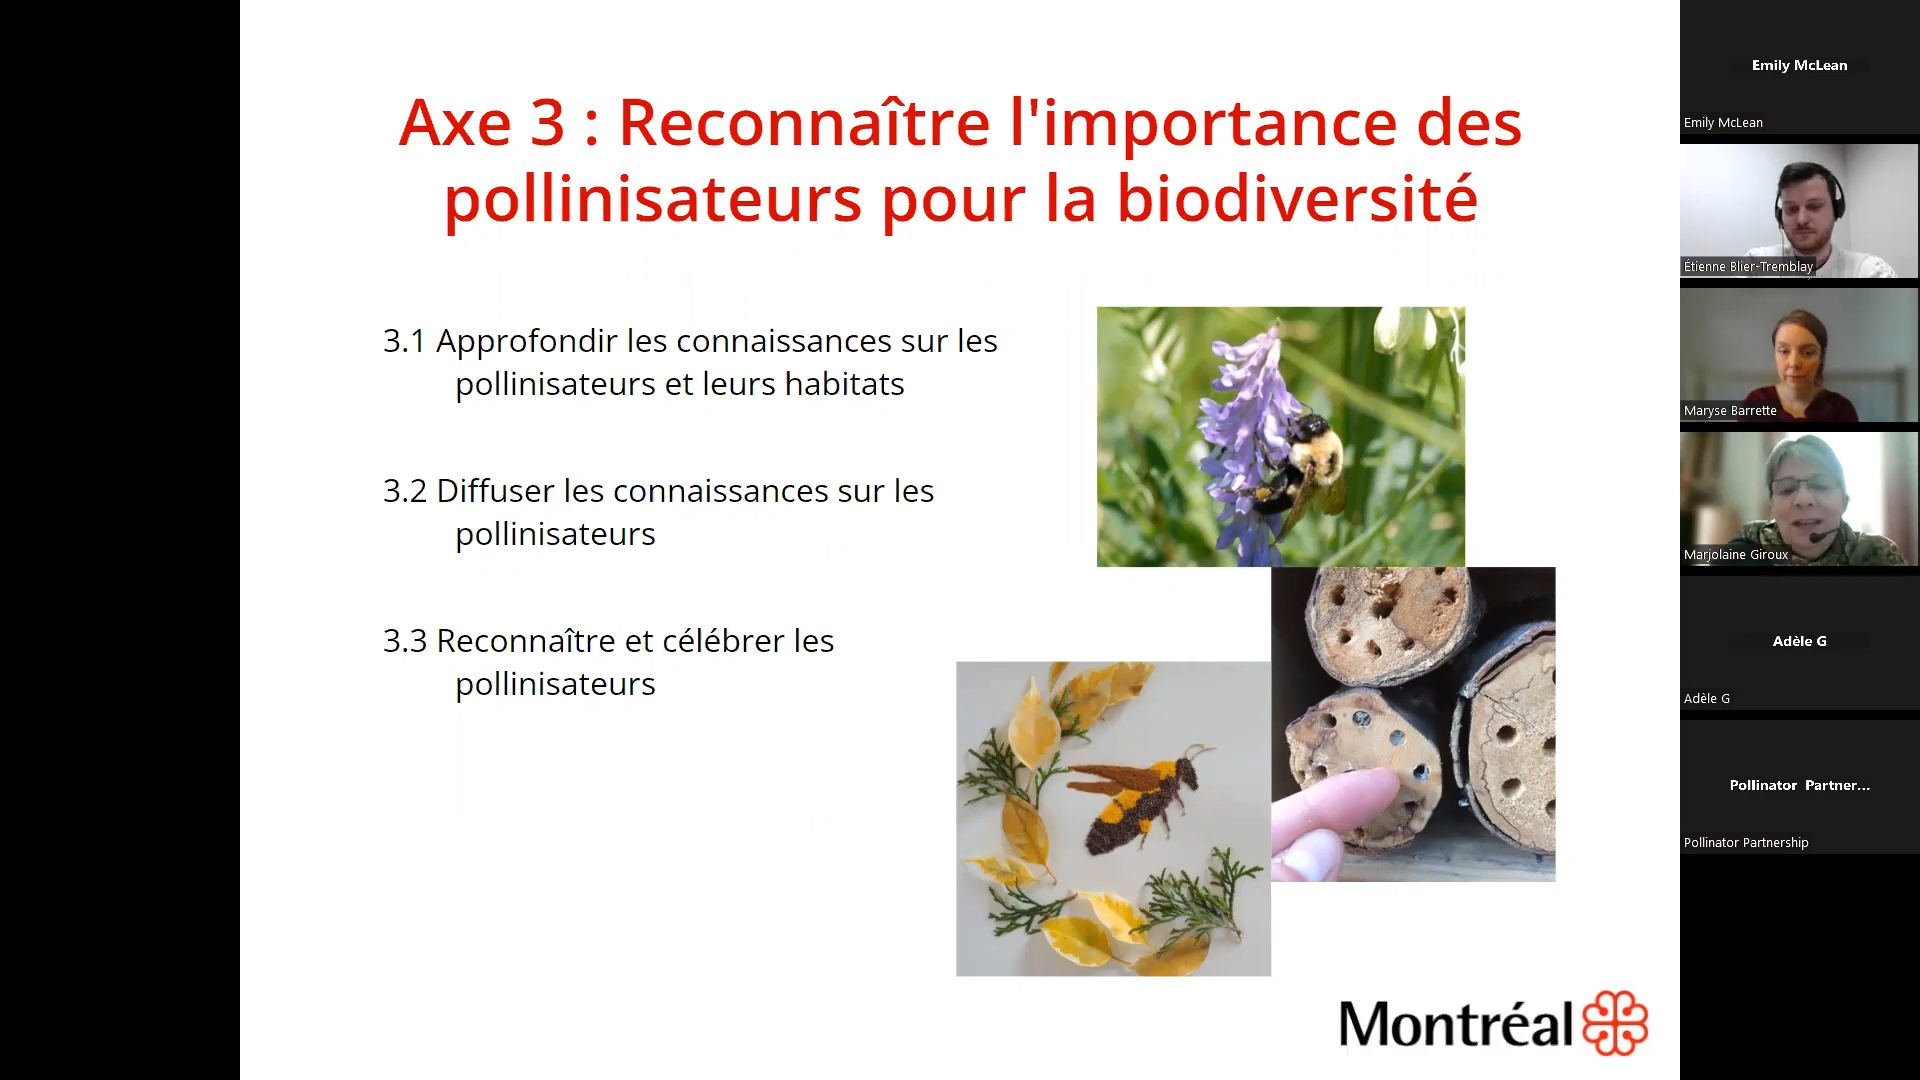 Axe 3 : Reconnaître l'importance des
pollinisateurs pour la biodiversité
3.1 Approfondir les connaissances sur les
pollinisateurs et leurs habitats
3.2 Diffuser les connaissances sur les
pollinisateurs
3.3 Reconnaître et célébrer les
pollinisateurs
Montréal
Emily McLean
Emily McLean
Étienne Blier-Tremblay
Maryse Barrette
Marjolaine Giroux
Adèle G
Adèle G
Pollinator Partner...
Pollinator Partnership